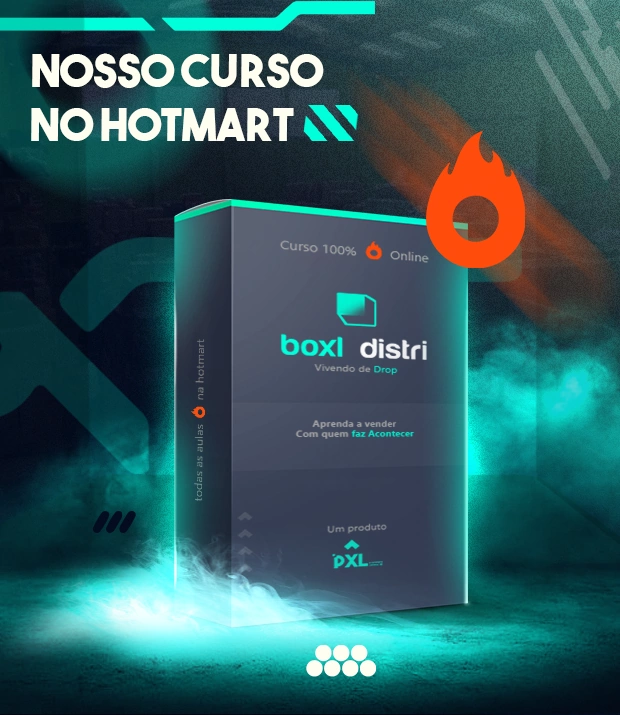 NOSSO CURSO
NO HOTMART
Curso 100% Online
boxl distri
Vivendo de Drop
Aprenda a vender
Com quem faz Acontecer
Um produto
PXL
todas as aulas na hotmart